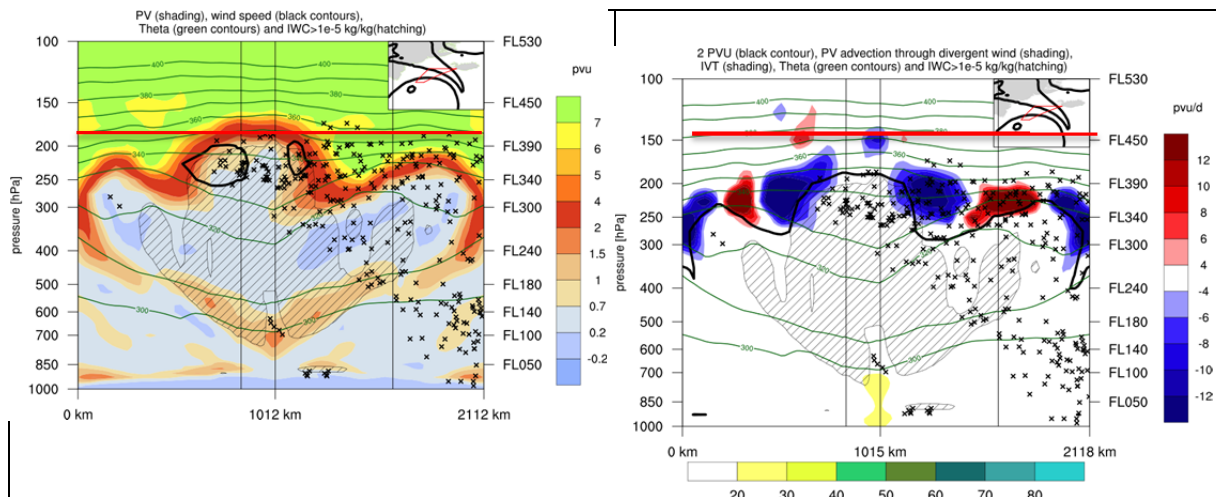 PV (shading), wind speed (black contours),
Theta (green contours) and IWC>1e-5 kg/kg(hatching)
100
150
200
250
300
400
500
600
700
850
1000
pressure [hPa]
400
380
360
340
320
300
300
FL530
FL450
FL390
FL340
FL300
FL240
FL180
FL140
FL100
FL050
0 km
1012 km
2112 km
pvu
7
6
5
4
2
1.5
1
0.7
0.2
-0.2
2 PVU (black contour), PV advection through divergent wind (shading),
IVT (shading), Theta (green contours) and IWC>1e-5 kg/kg(hatching)
100
150
200
250
300
400
500
600
700
850
1000
pressure [hPa]
400
380
360
320
300
300
FL530
FL450
FL390
FL340
FL300
FL240
FL180
FL140
FL100
FL050
0 km
1015 km
2118 km
pvu/d
12
10
8
6
4
-4
-6
-8
-10
-12
20 30 40 50 60 70 80